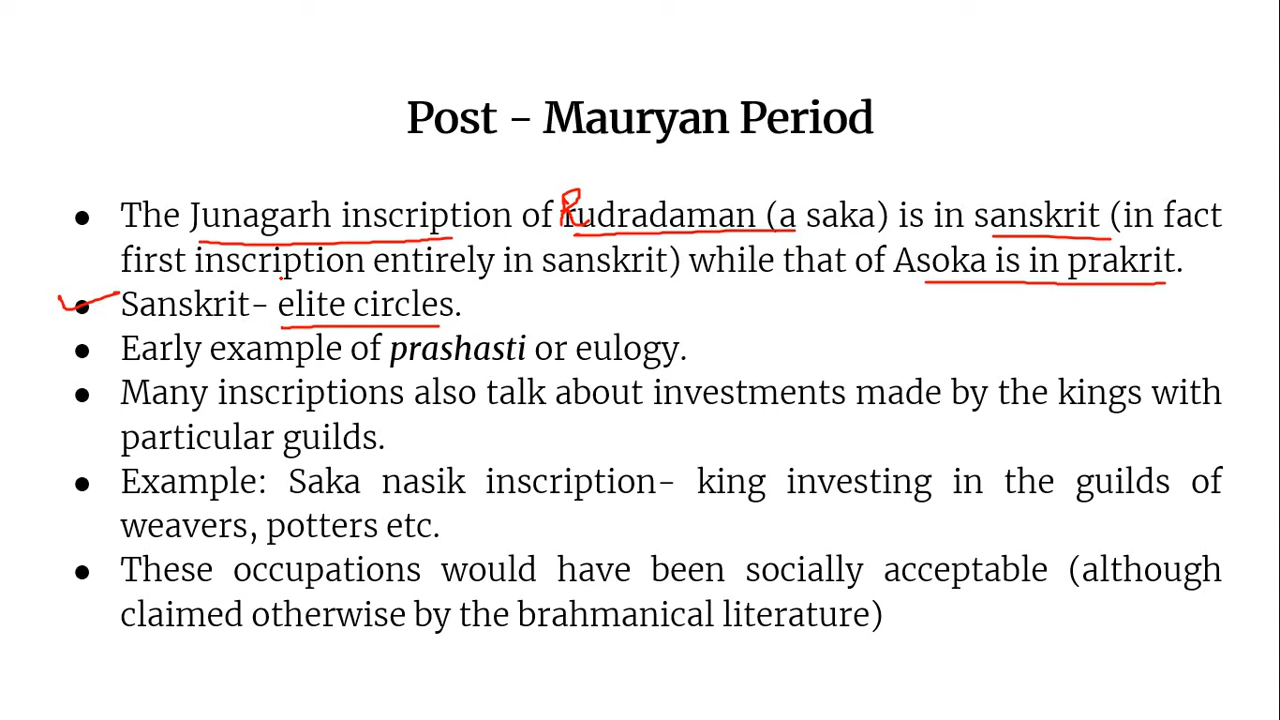 Post - Mauryan Period
● The Junagarh inscription of Rudradaman (a saka) is in sanskrit (in fact
first inscription entirely in sanskrit) while that of Asoka is in prakrit.
● Sanskrit- elite circles.
● Early example of prashasti or eulogy.
● Many inscriptions also talk about investments made by the kings with
particular guilds.
● Example: Saka nasik inscription- king investing in the guilds of
weavers, potters etc.
● These occupations would have been socially acceptable (although
claimed otherwise by the brahmanical literature)